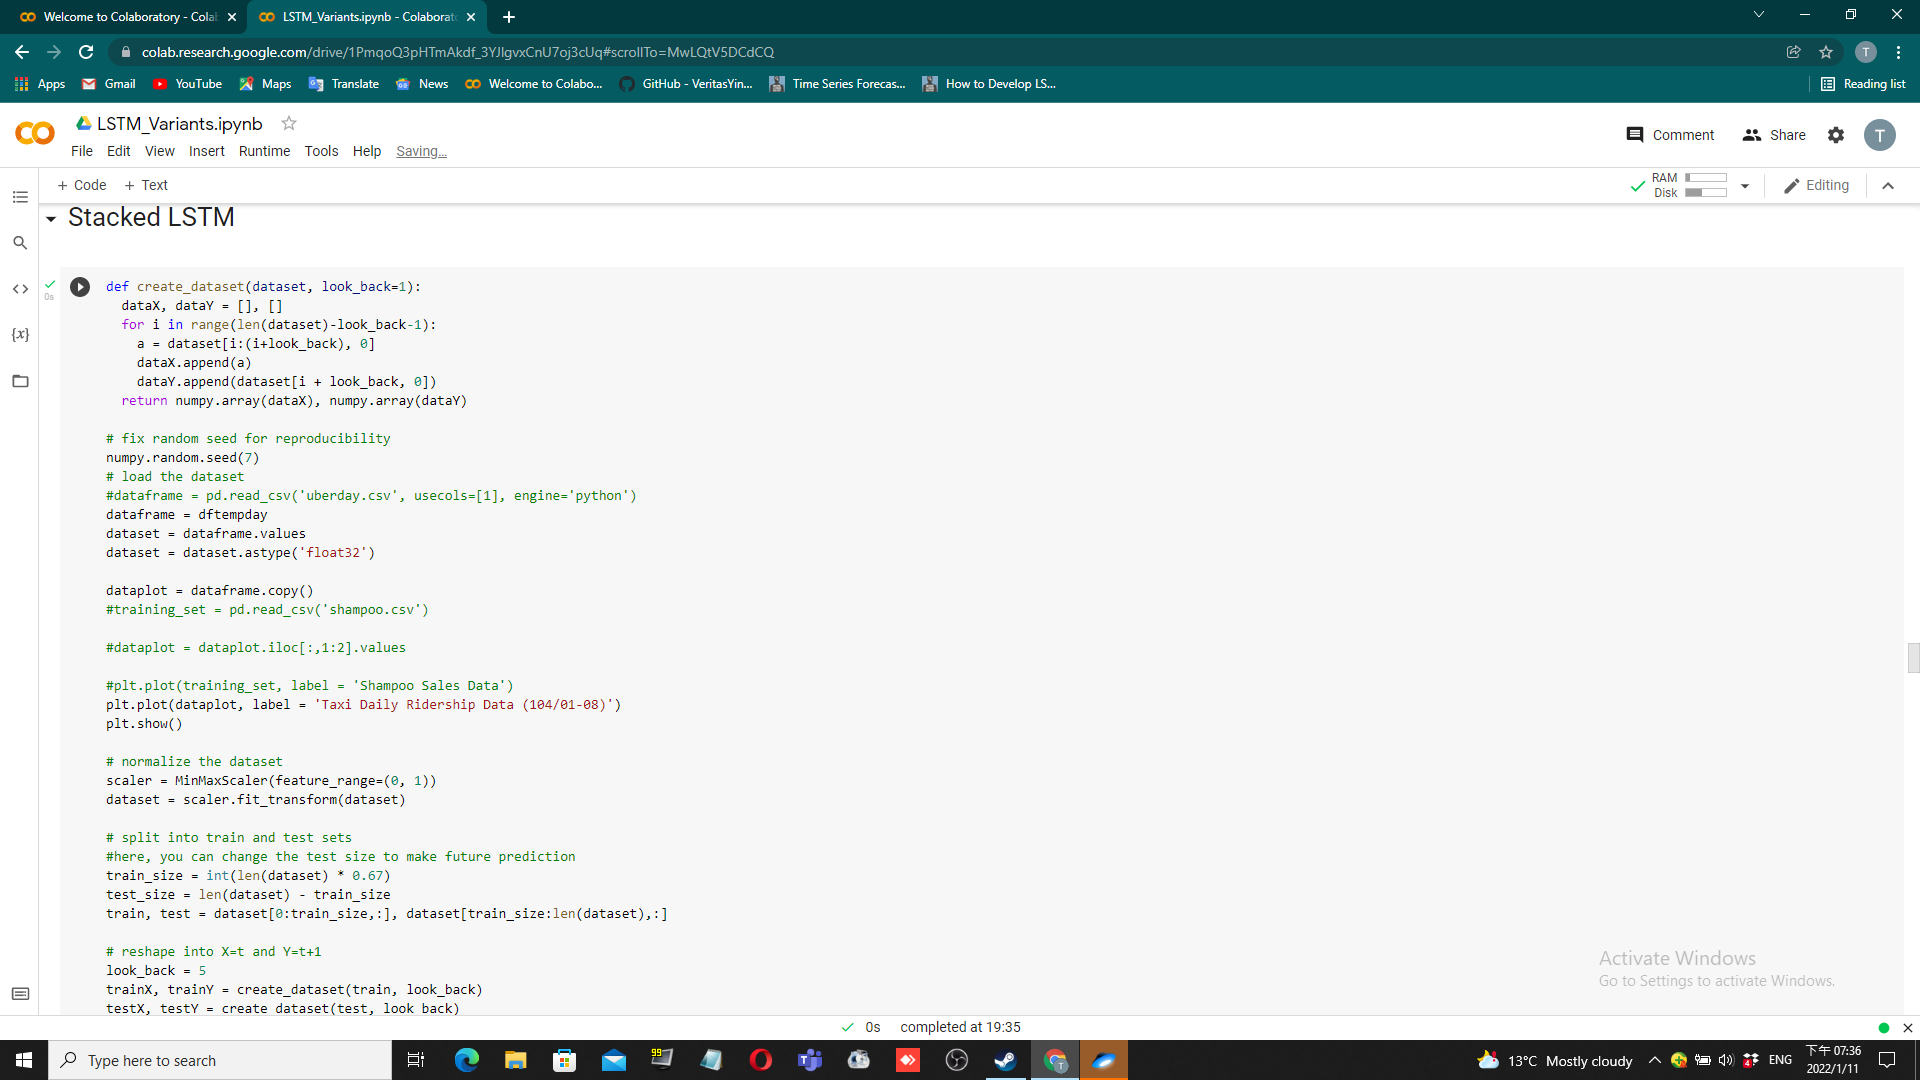 Welcome to Colaboratory - Colab
LSTM_Variants.ipynb - Colaborato
colab.research.google.com/drive/1PmqoQ3pHTmAkdf_3YJlgvxCnU7oj3cUq#scrollTo=MwLQtV5DCdCQ
T
Apps
Gmail
YouTube
Maps
Translate
News
Welcome to Colabo...
GitHub - VeritasYin...
Time Series Forecas...
How to Develop LS...
Reading list
LSTM_Variants.ipynb
Comment
Share
T
File Edit View Insert Runtime Tools Help Saving...
+ Code + Text
RAM
Disk
Editing
Stacked LSTM
0s
def create_dataset(dataset, look_back=1):
dataX, dataY = [], []
for i in range(len(dataset)-look_back-1):
a = dataset[i:(i+look_back), 0]
dataX.append(a)
dataY.append(dataset[i + look_back, 0])
return numpy.array(dataX), numpy.array(dataY)
# fix random seed for reproducibility
numpy.random.seed(7)
# load the dataset
#dataframe = pd.read_csv('uberday.csv', usecols=[1], engine='python')
dataframe = dftempday
dataset = dataframe.values
dataset = dataset.astype('float32')
dataplot = dataframe.copy()
#training_set = pd.read_csv('shampoo.csv')
#dataplot = dataplot.iloc[:,1:2].values
#plt.plot(training_set, label = 'Shampoo Sales Data')
plt.plot(dataplot, label = 'Taxi Daily Ridership Data (104/01-08)')
plt.show()
# normalize the dataset
scaler = MinMaxScaler(feature_range=(0, 1))
dataset = scaler.fit_transform(dataset)
# split into train and test sets
#here, you can change the test size to make future prediction
train_size = int(len(dataset) * 0.67)
test_size = len(dataset) - train_size
train, test = dataset[0:train_size,:], dataset[train_size:len(dataset),:]
# reshape into X=t and Y=t+1
look_back = 5
trainX, trainY = create_dataset(train, look_back)
testX, testY = create_dataset(test, look_back)
Activate Windows
Go to Settings to activate Windows.
0s completed at 19:35
Type here to search
99
13°C Mostly cloudy
ENG
下午 07:36
2022/1/11